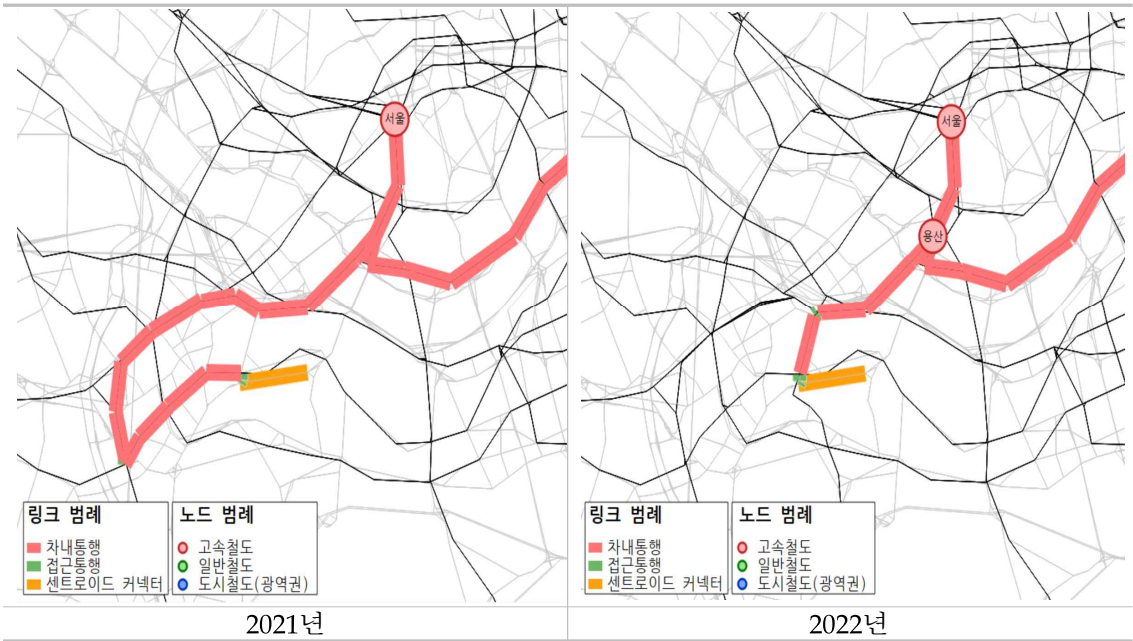 서울
링크 범례
차내통행
접근통행
센트로이드 커넥터
노드 범례
고속철도
일반철도
도시철도(광역권)
서울
용산
링크 범례
차내통행
접근통행
센트로이드 커넥터
노드 범례
고속철도
일반철도
도시철도(광역권)
2021년
2022년